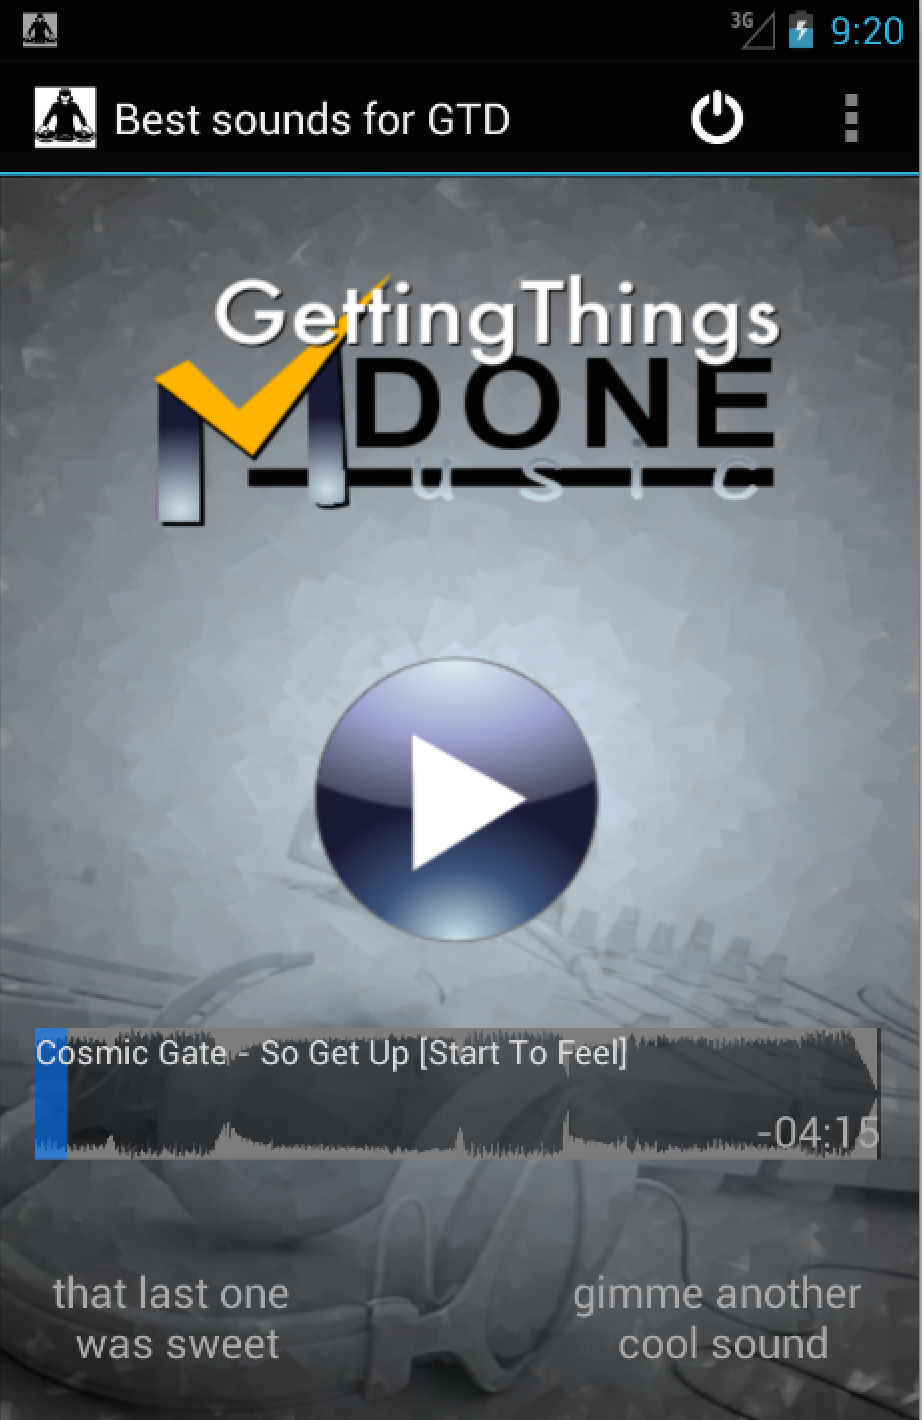 3G 9:20
Best sounds for GTD
GettingThings
DONE
Music
Cosmic Gate - So Get Up [Start To Feel]
-04:15
that last one
was sweet
gimme another
cool sound